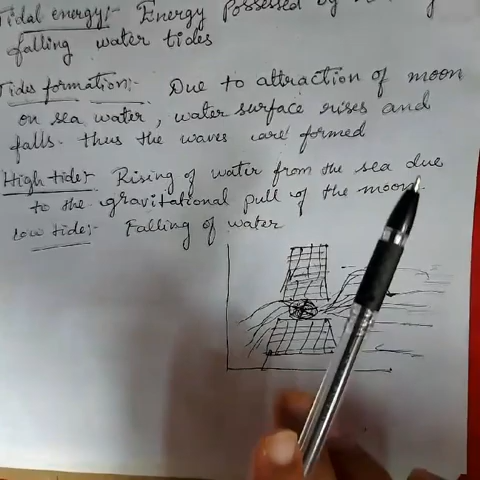 Tidal energy:- Energy Possessed by
falling water tides
Tides formation:- Due to attraction of moon
on sea water, water surface rises and
falls. thus the waves are formed
High tide:- Rising of water from the sea due
to the gravitational pull of the moon.
Low tide:- Falling of water